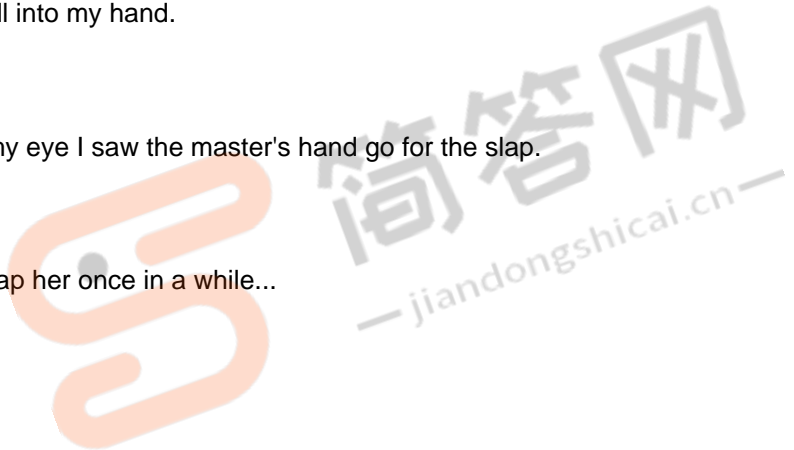 ll into my hand.
ny eye I saw the master's hand go for the slap.
ap her once in a while...
简答网
jiandongshicai.cn